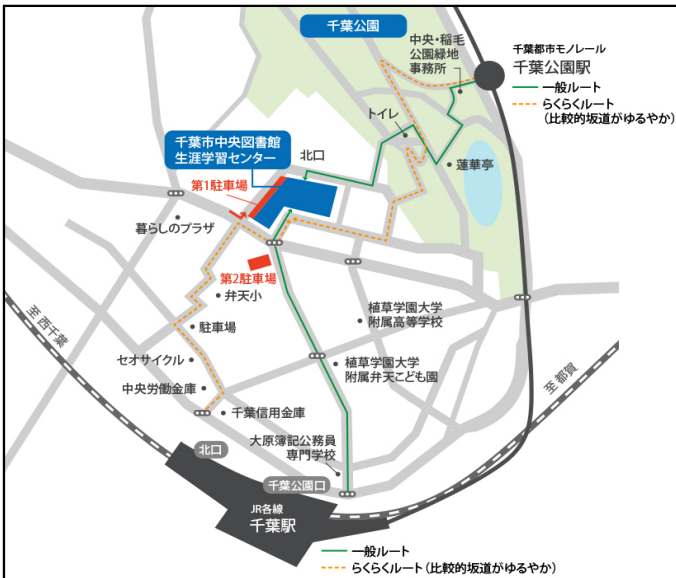 千葉公園
中央・稲毛
公園緑地
事務所
千葉都市モノレール
千葉公園駅
一般ルート
らくらくルート
(比較的坂道がゆるやか)
トイレ
千葉市中央図書館
生涯学習センター
北口
蓮華亭
第1駐車場
暮らしのプラザ
第2駐車場
弁天小
至西千葉
駐車場
植草学園大学
附属高等学校
セオサイクル
植草学園大学
附属弁天こども園
至都賀
中央労働金庫
千葉信用金庫
大原簿記公務員
専門学校
北口
千葉公園口
JR各線
千葉駅
一般ルート
らくらくルート(比較的坂道がゆるやか)